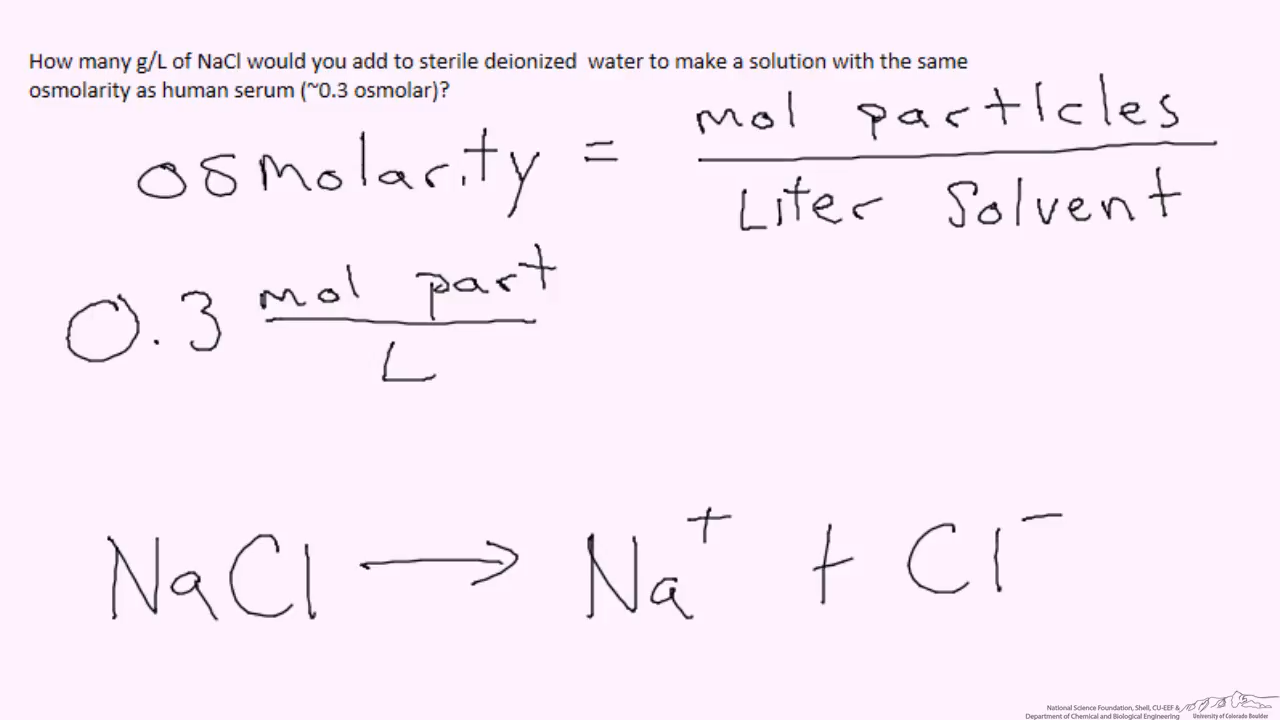 How many g/L of NaCl would you add to sterile deionized water to make a solution with the same
osmolarity as human serum (~0.3 osmolar)?
osmolarity = mol particles
Liter Solvent
0.3 mol part
L
NaCl → Na⁺ + Cl⁻
National Science Foundation, Shell, CU-EEF &
Department of Chemical and Biological Engineering
University of Colorado Boulder